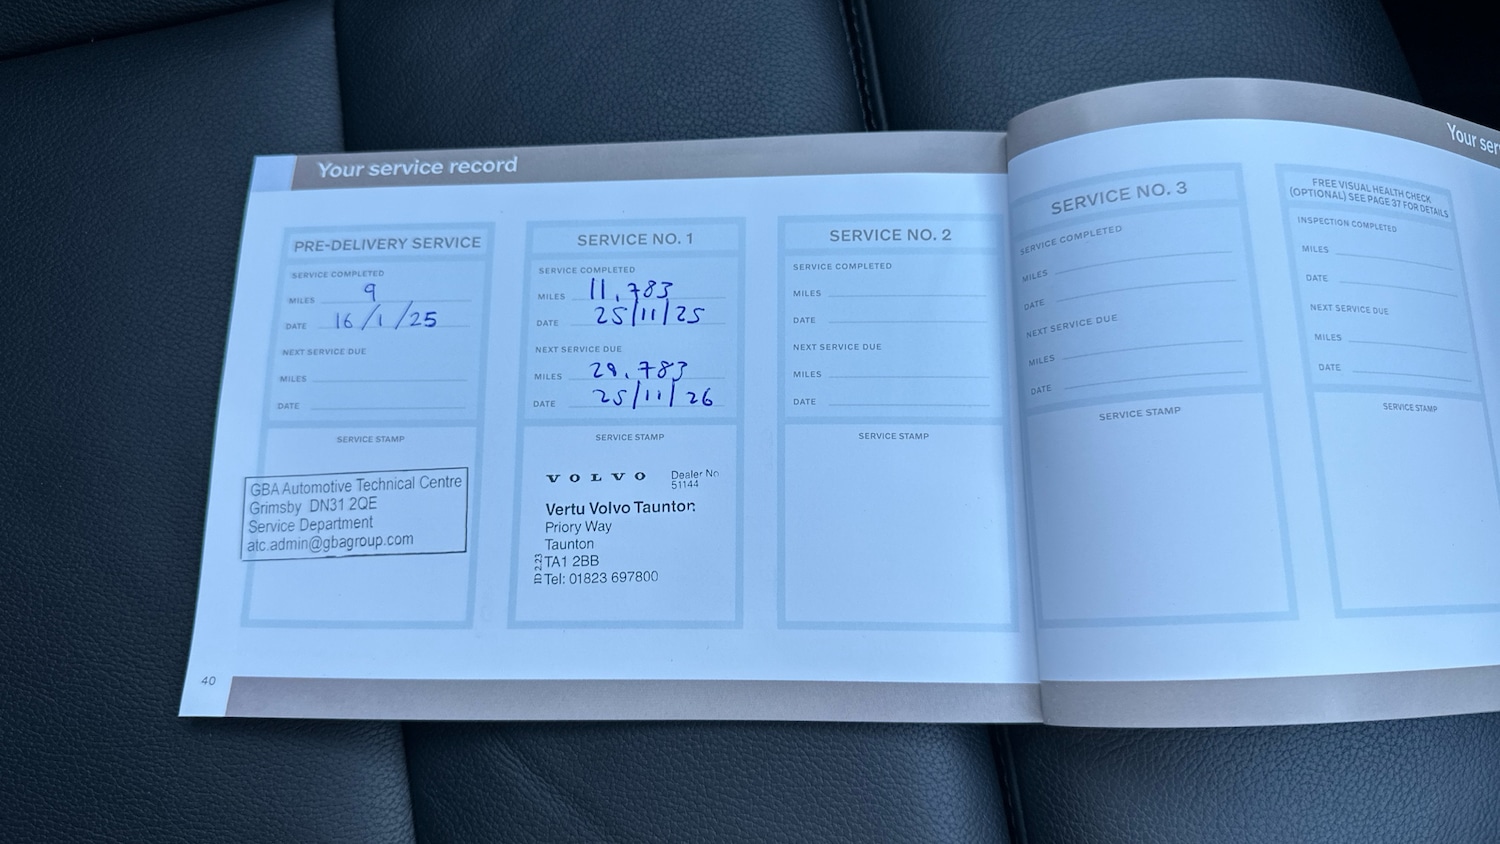 Your service record
PRE-DELIVERY SERVICE
SERVICE COMPLETED
MILES 9
DATE 16/1/25
NEXT SERVICE DUE
MILES
DATE
SERVICE STAMP
GBA Automotive Technical Centre
Grimsby DN31 2QE
Service Department
atc.admin@gbagroup.com
SERVICE NO. 1
SERVICE COMPLETED
MILES 11.783
DATE 25/11/25
NEXT SERVICE DUE
MILES 29.783
DATE 25/11/26
SERVICE STAMP
VOLVO Dealer No
51144
Vertu Volvo Taunton
Priory Way
Taunton
TA1 2BB
Tel: 01823 697800
SERVICE NO. 2
SERVICE COMPLETED
MILES
DATE
NEXT SERVICE DUE
MILES
DATE
SERVICE STAMP
40
Your ser
SERVICE NO. 3
SERVICE COMPLETED
MILES
DATE
NEXT SERVICE DUE
MILES
DATE
SERVICE STAMP
FREE VISUAL HEALTH CHECK
(OPTIONAL) SEE PAGE 37 FOR DETAILS
INSPECTION COMPLETED
MILES
DATE
NEXT SERVICE DUE
MILES
DATE
SERVICE STAMP